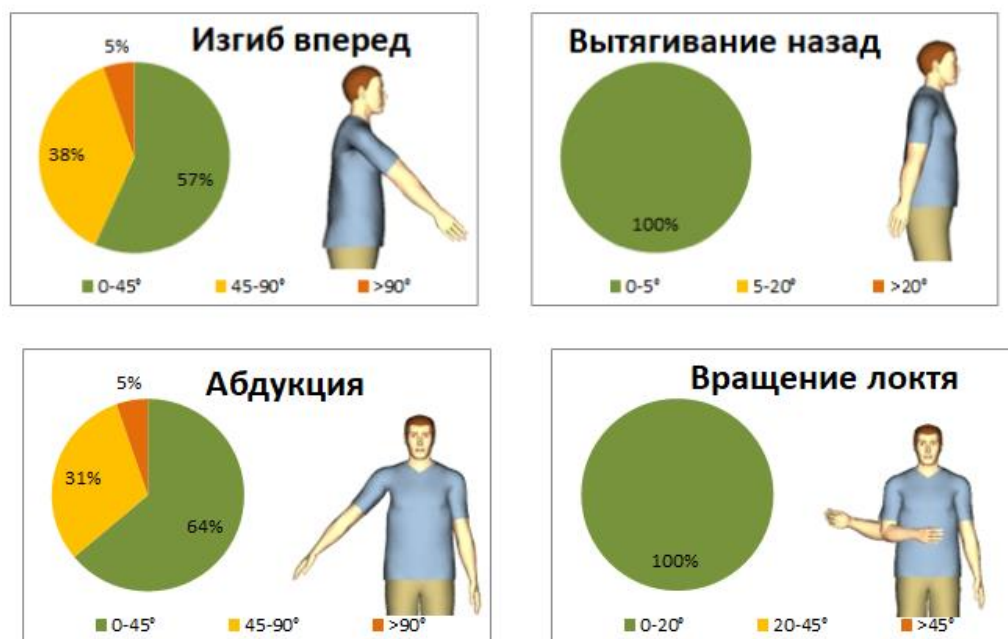 Изгиб вперед
5%
38%
57%
0-45° 45-90° >90°
Вытягивание назад
100%
0-5° 5-20° >20°
Абдукция
5%
31%
64%
0-45° 45-90° >90°
Вращение локтя
100%
0-20° 20-45° >45°